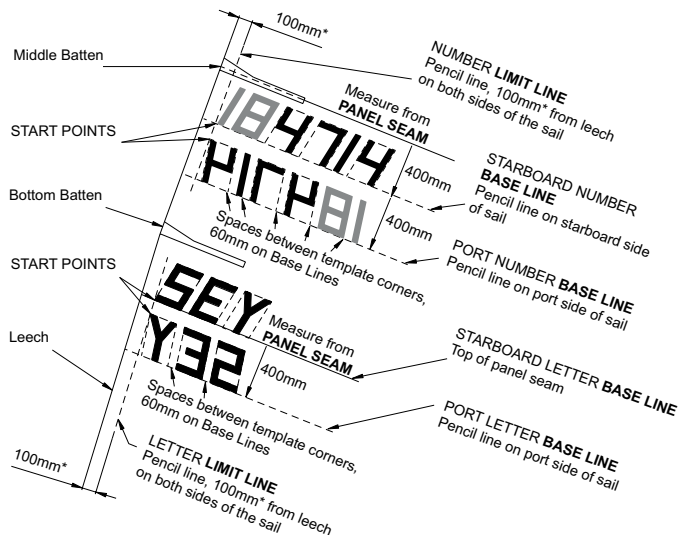 100mm*
Middle Batten
NUMBER LIMIT LINE
Pencil line, 100mm* from leech
on both sides of the sail
Measure from
PANEL SEAM
184714
START POINTS
400mm
STARBOARD NUMBER
BASE LINE
Pencil line on starboard side
of sail
417481
400mm
Bottom Batten
Spaces between template corners,
60mm on Base Lines
PORT NUMBER BASE LINE
Pencil line on port side of sail
START POINTS
SEY
Measure from
PANEL SEAM
Leech
Y32
400mm
STARBOARD LETTER BASE LINE
Top of panel seam
Spaces between template corners,
60mm on Base Lines
PORT LETTER BASE LINE
Pencil line on port side of sail
LETTER LIMIT LINE
Pencil line, 100mm* from leech
on both sides of the sail
100mm*